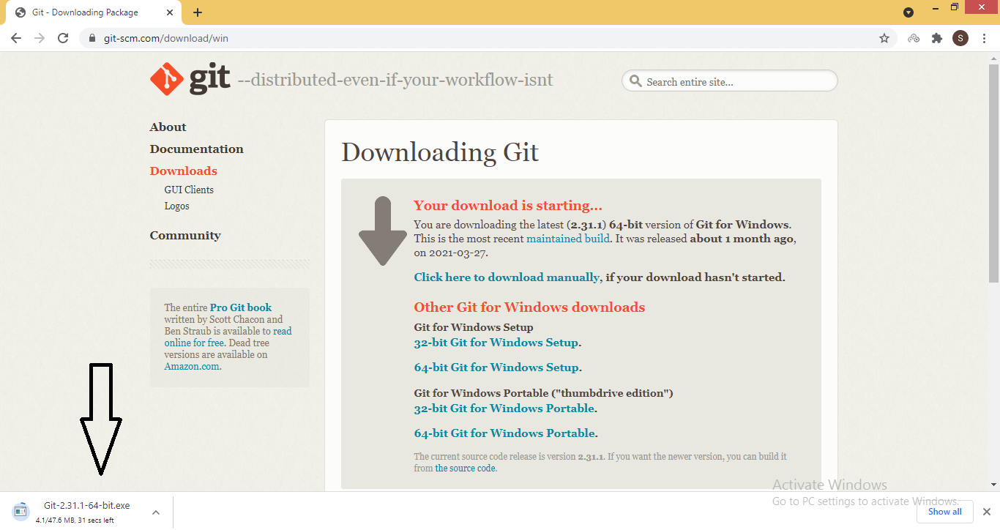 Git - Downloading Package
git-scm.com/download/win
S
git --distributed-even-if-your-workflow-isnt
Search entire site...
About
Documentation
Downloads
GUI Clients
Logos
Community
The entire Pro Git book
written by Scott Chacon and
Ben Straub is available to read
online for free. Dead tree
versions are available on
Amazon.com.
Downloading Git
Your download is starting...
You are downloading the latest (2.31.1) 64-bit version of Git for Windows.
This is the most recent maintained build. It was released about 1 month ago,
on 2021-03-27.
Click here to download manually, if your download hasn't started.
Other Git for Windows downloads
Git for Windows Setup
32-bit Git for Windows Setup.
64-bit Git for Windows Setup.
Git for Windows Portable ("thumbdrive edition")
32-bit Git for Windows Portable.
64-bit Git for Windows Portable.
The current source code release is version 2.31.1. If you want the newer version, you can build it
from the source code.
Activate Windows
Go to PC settings to activate Windows.
Git-2.31.1-64-bit.exe
4.1/47.6 MB, 31 secs left
Show all